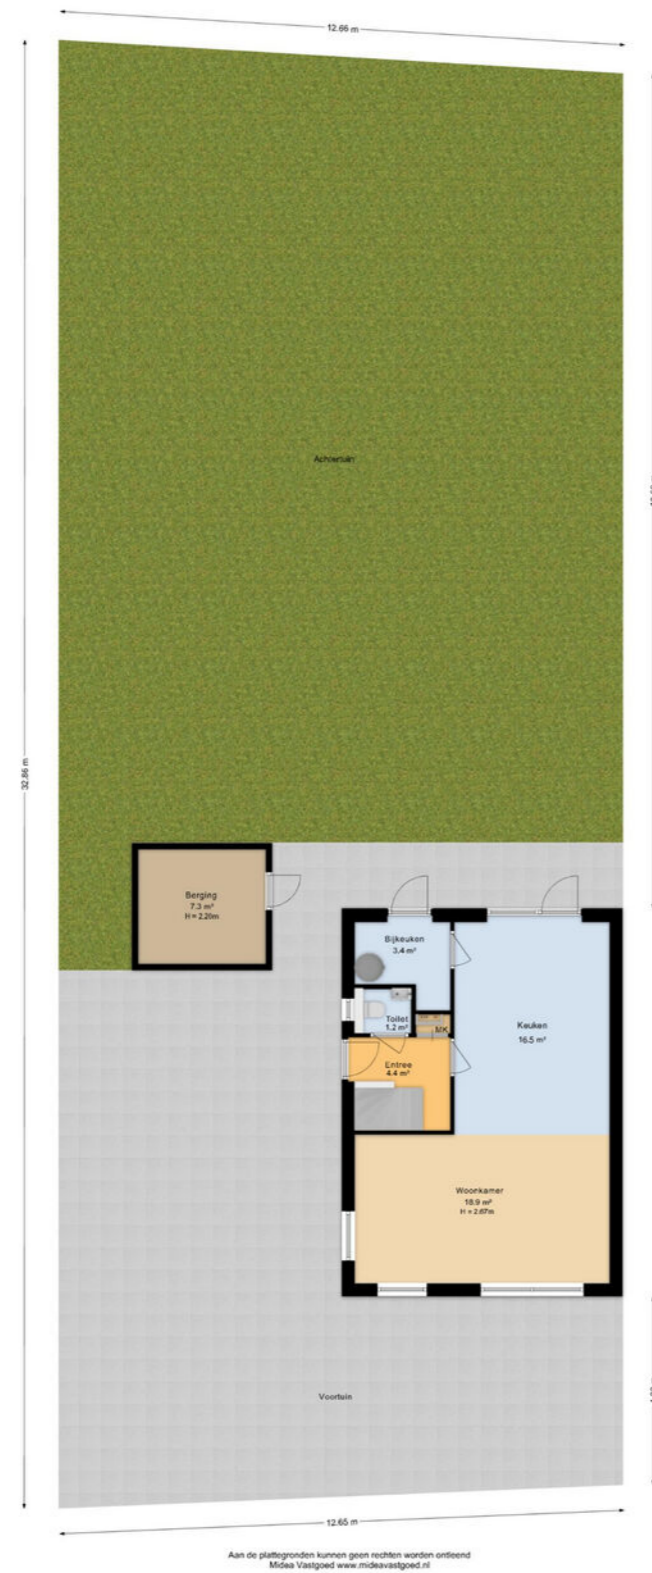 12.66 m
32.86 m
Achtertuin
Berging
7.3 m²
H = 2.20m
Bijkeuken
3.4 m²
Toilet
1.2 m²
MK
Keuken
16.5 m²
Entree
4.4 m²
Woonkamer
18.9 m²
H = 2.67m
Voortuin
12.65 m
Aan de plattegronden kunnen geen rechten worden ontleend
Midea Vastgoed www.mideavastgoed.nl